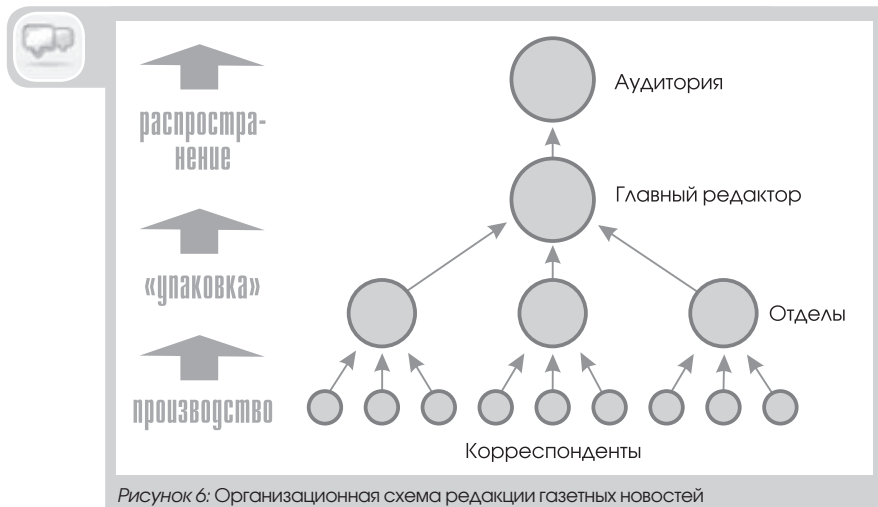 Аудитория
распростра-
нение
Главный редактор
«упаковка»
Отделы
производство
Корреспонденты
Рисунок 6: Организационная схема редакции газетных новостей